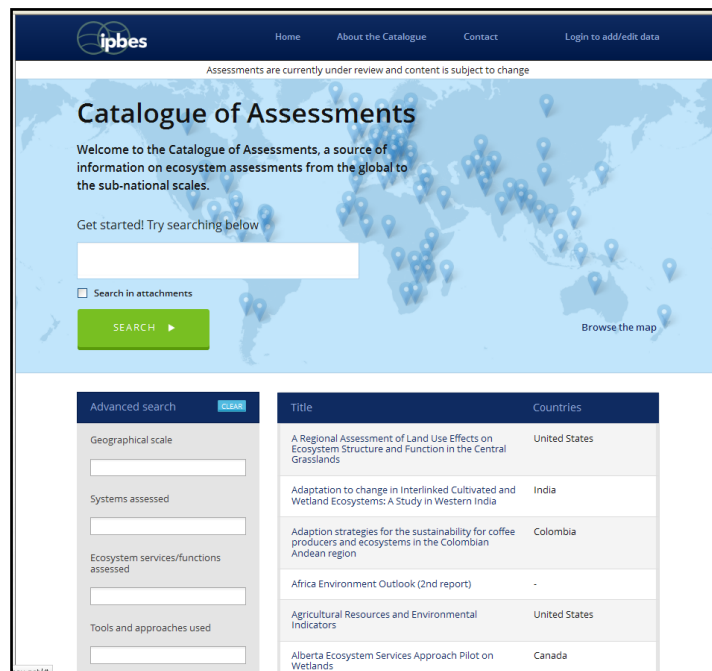 ipbes
Home About the Catalogue Contact Login to add/edit data
Assessments are currently under review and content is subject to change
Catalogue of Assessments
Welcome to the Catalogue of Assessments, a source of
information on ecosystem assessments from the global to
the sub-national scales.
Get started! Try searching below
Search in attachments
SEARCH
Browse the map
Advanced search CLEAR
Geographical scale
Systems assessed
Ecosystem services/functions
assessed
Tools and approaches used
Title Countries
A Regional Assessment of Land Use Effects on
Ecosystem Structure and Function in the Central
Grasslands
United States
Adaptation to change in Interlinked Cultivated and
Wetland Ecosystems: A Study in Western India
India
Adaption strategies for the sustainability for coffee
producers and ecosystems in the Colombian
Andean region
Colombia
Africa Environment Outlook (2nd report) -
Agricultural Resources and Environmental
Indicators
United States
Alberta Ecosystem Services Approach Pilot on
Wetlands
Canada